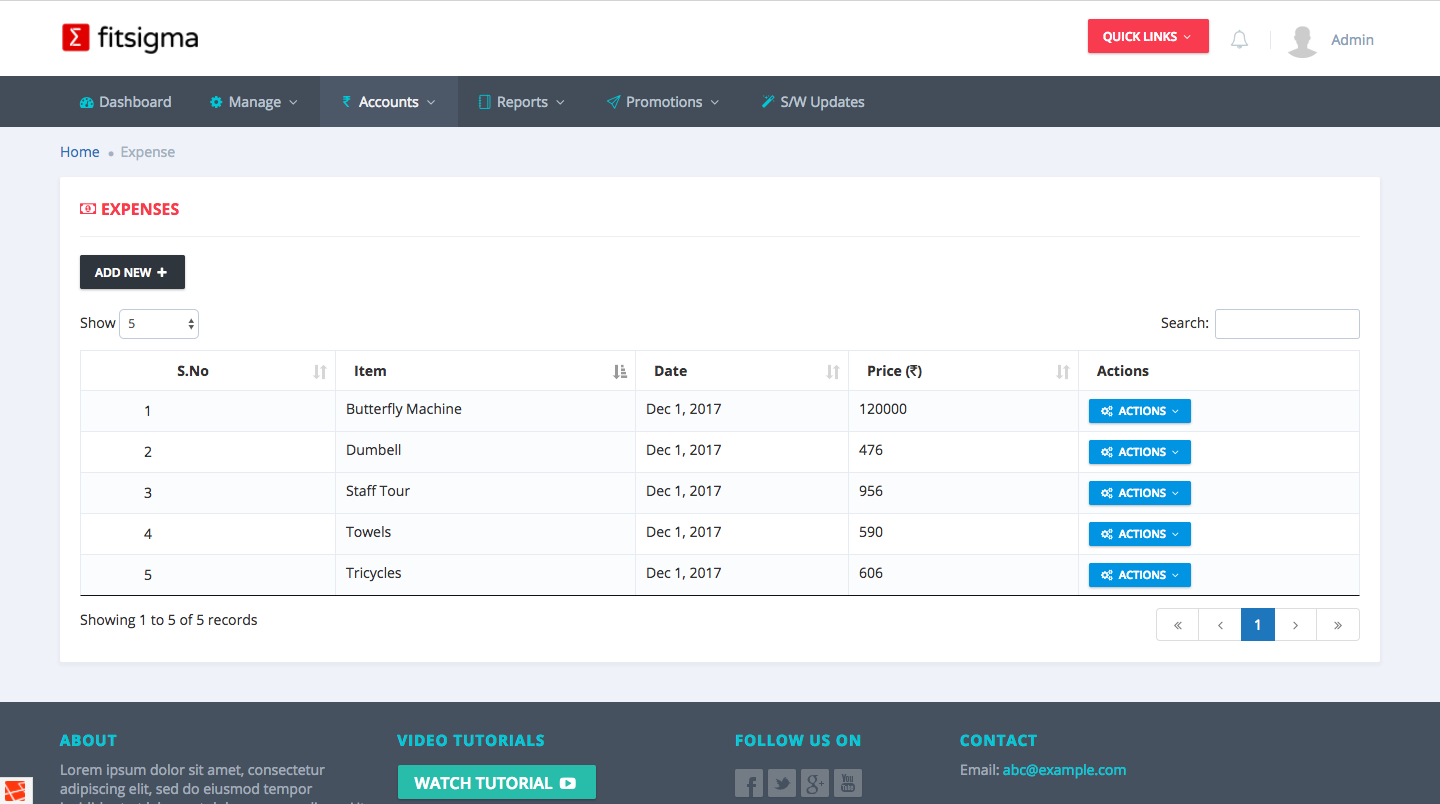 Σ fitsigma
QUICK LINKS
Admin
Dashboard Manage ₹ Accounts Reports Promotions S/W Updates
Home • Expense
EXPENSES
ADD NEW +
Show 5 Search:
S.No Item Date Price (₹) Actions
1 Butterfly Machine Dec 1, 2017 120000 ACTIONS
2 Dumbell Dec 1, 2017 476 ACTIONS
3 Staff Tour Dec 1, 2017 956 ACTIONS
4 Towels Dec 1, 2017 590 ACTIONS
5 Tricycles Dec 1, 2017 606 ACTIONS
Showing 1 to 5 of 5 records
« ‹ 1 › »
ABOUT VIDEO TUTORIALS FOLLOW US ON CONTACT
Lorem ipsum dolor sit amet, consectetur
adipiscing elit, sed do eiusmod tempor
WATCH TUTORIAL
f g+ You Tube
Email: abc@example.com